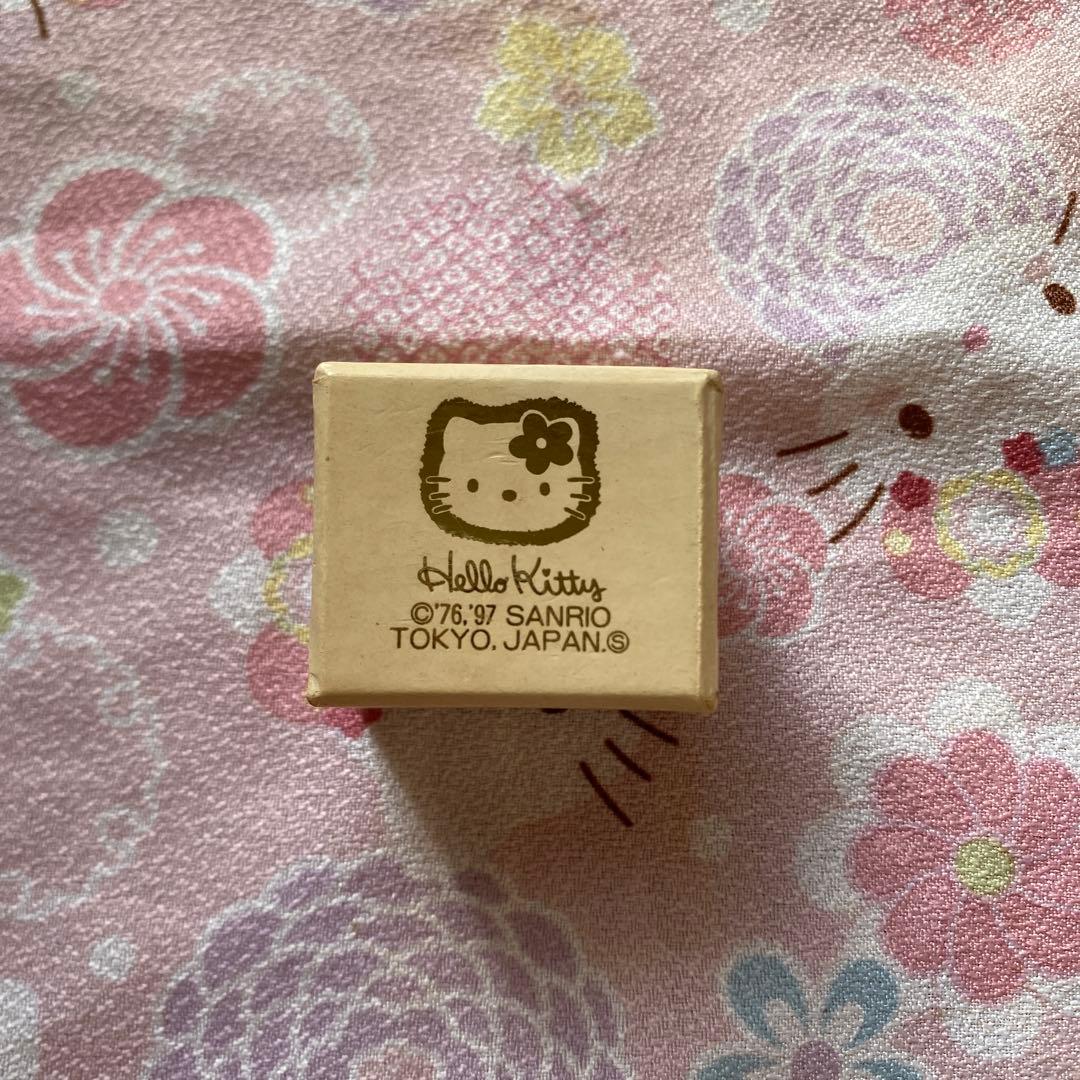 Hello Kitty
©'76,'97 SANRIO
TOKYO, JAPAN.Ⓢ